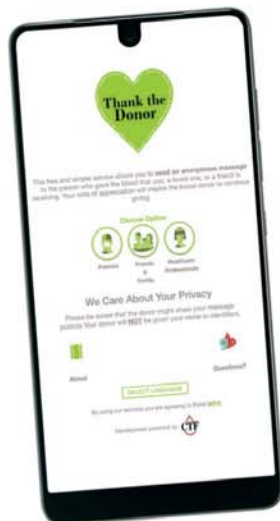 Thank the
Donor
This free and simple service allows you to send an anonymous message
to the person who gave the blood that you, a loved one, or a friend is
receiving. Your note of appreciation will inspire the blood donor to continue
giving.
Choose Option
Patients
Friends
&
Family
Healthcare
Professionals
We Care About Your Privacy
Please be aware that the donor might share your message
publicly that donor will NOT be given your name or identifiers.
About
Questions?
SELECT LANGUAGE
By using our services you are agreeing to these
Development powered by CTF